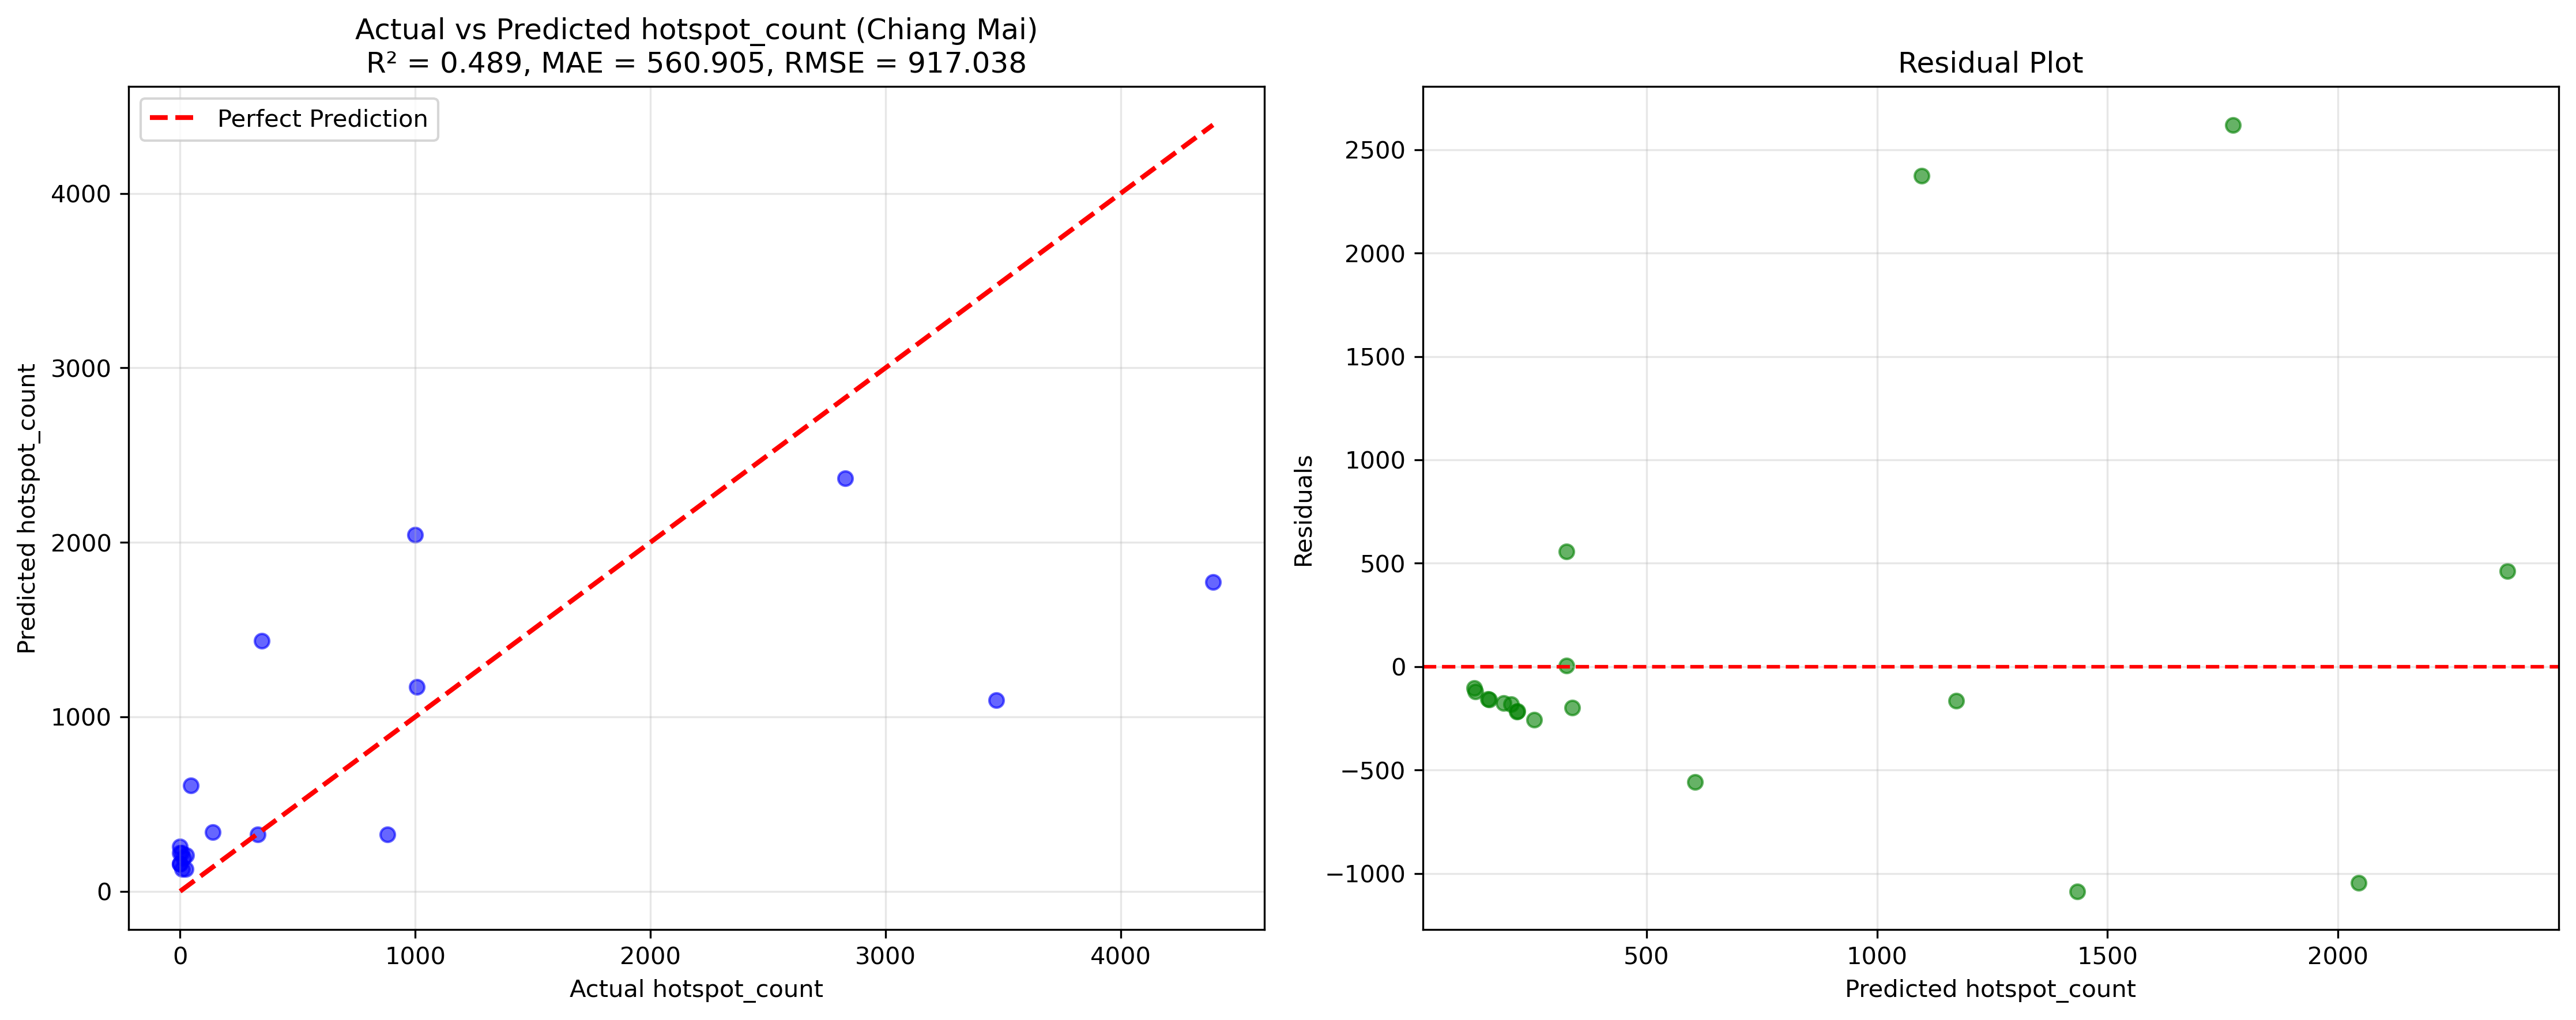 Actual vs Predicted hotspot_count (Chiang Mai)
R² = 0.489, MAE = 560.905, RMSE = 917.038
Perfect Prediction
Predicted hotspot_count
4000
3000
2000
1000
0
0
1000
2000
3000
4000
Actual hotspot_count
Residual Plot
Residuals
2500
2000
1500
1000
500
0
−500
−1000
500
1000
1500
2000
Predicted hotspot_count